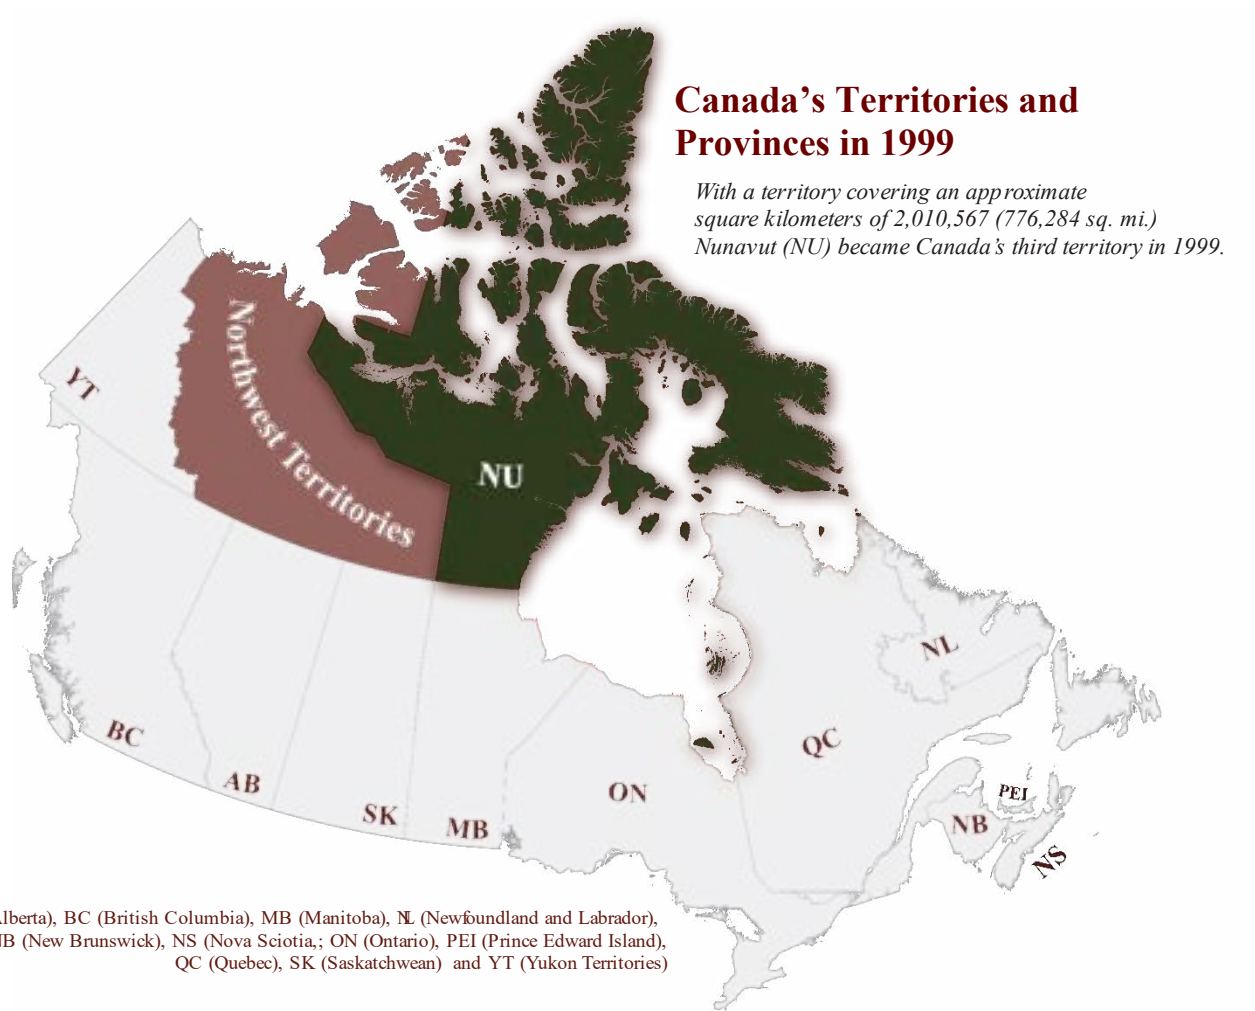 Canada’s Territories and
Provinces in 1999
With a territory covering an approximate
square kilometers of 2,010,567 (776,284 sq. mi.)
Nunavut (NU) became Canada’s third territory in 1999.
YT
Northwest Territories
NU
NL
BC
QC
AB
ON
PEI
SK
MB
NB
NS
lberta), BC (British Columbia), MB (Manitoba), NL (Newfoundland and Labrador),
NB (New Brunswick), NS (Nova Sciotia,; ON (Ontario), PEI (Prince Edward Island),
QC (Quebec), SK (Saskatchwean) and YT (Yukon Territories)